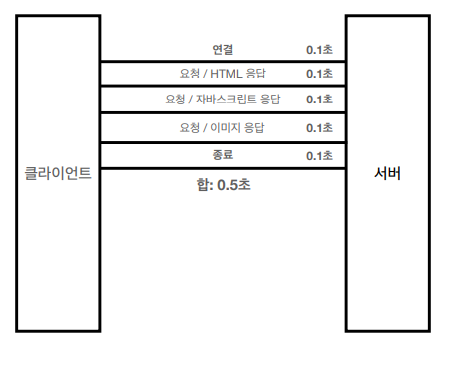 연결 0.1초
요청 / HTML 응답 0.1초
요청 / 자바스크립트 응답 0.1초
요청 / 이미지 응답 0.1초
종료 0.1초
클라이언트
합: 0.5초
서버